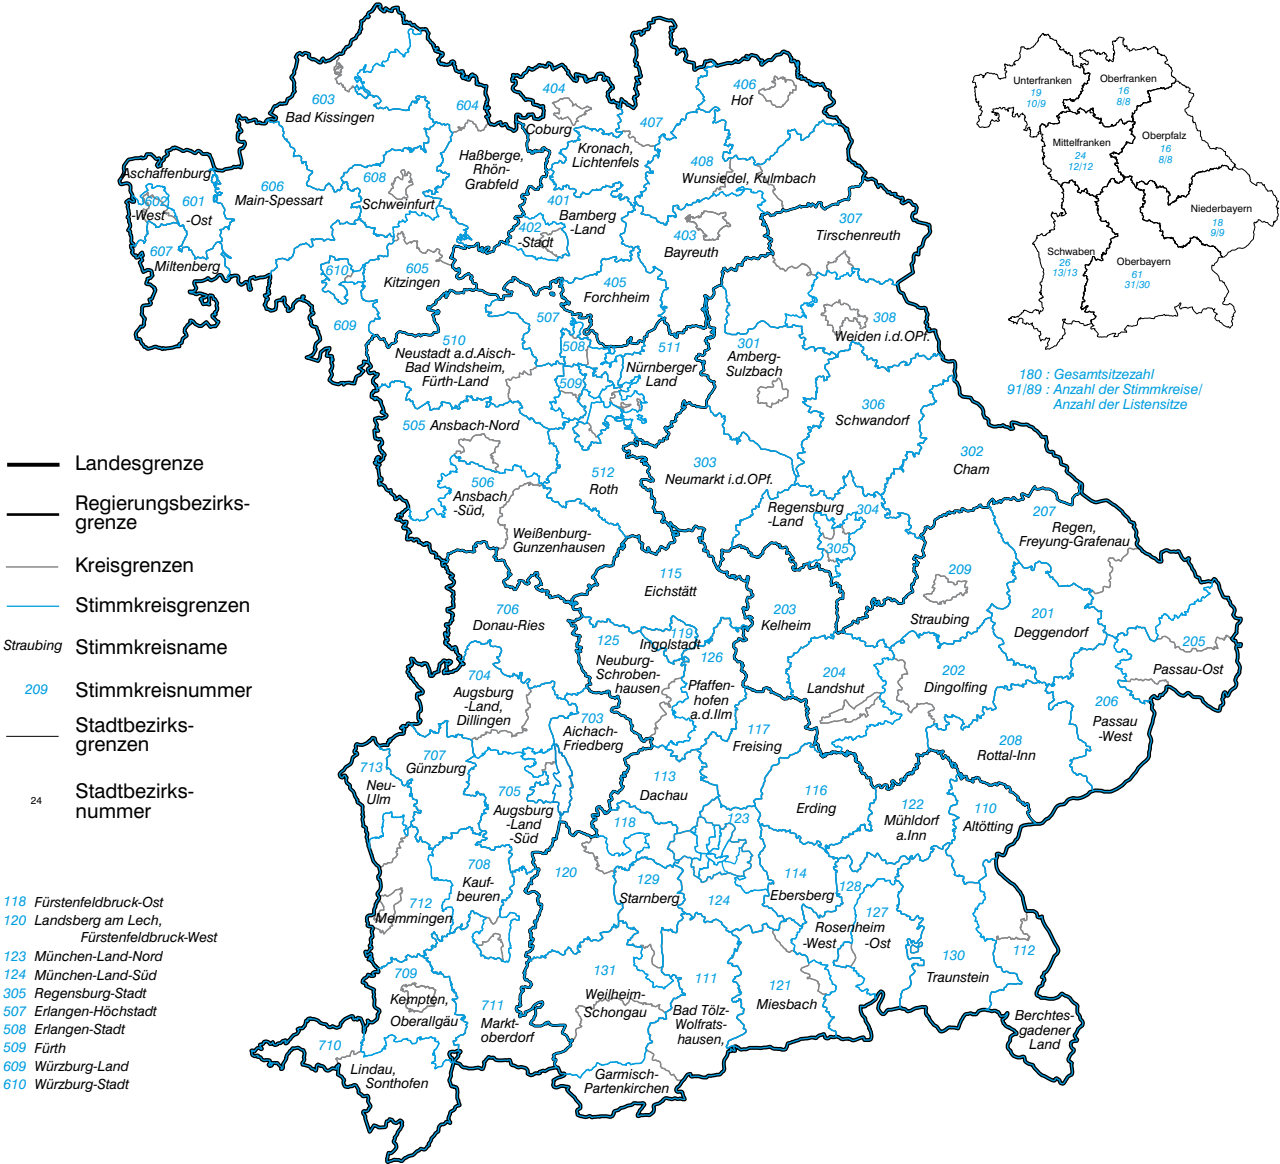 603
Bad Kissingen
604
Haßberge,
Rhön-
Grabfeld
404
Coburg
407
Kronach,
Lichtenfels
406
Hof
408
Wunsiedel, Kulmbach
Aschaffenburg
602
-West
601
-Ost
606
Main-Spessart
608
Schweinfurt
401
Bamberg
-Land
402
-Stadt
403
Bayreuth
307
Tirschenreuth
607
Miltenberg
610
605
Kitzingen
405
Forchheim
609
507
508
509
510
Neustadt a.d.Aisch-
Bad Windsheim,
Fürth-Land
511
Nürnberger
Land
301
Amberg-
Sulzbach
308
Weiden i.d.OPf.
306
Schwandorf
505 Ansbach-Nord
506
Ansbach
-Süd,
Weißenburg-
Gunzenhausen
512
Roth
303
Neumarkt i.d.OPf.
302
Cham
Regensburg
-Land
304
305
207
Regen,
Freyung-Grafenau
209
Straubing
201
Deggendorf
205
Passau-Ost
206
Passau
-West
115
Eichstätt
203
Kelheim
706
Donau-Ries
125
Neuburg-
Schroben-
hausen
119
Ingolstadt
126
Pfaffen-
hofen
a.d.Ilm
204
Landshut
202
Dingolfing
208
Rottal-Inn
704
Augsburg
-Land,
Dillingen
703
Aichach-
Friedberg
117
Freising
713
Neu-
Ulm
707
Günzburg
705
Augsburg
-Land
-Süd
113
Dachau
116
Erding
122
Mühldorf
a.Inn
110
Altötting
118
123
708
Kauf-
beuren
120
129
Starnberg
124
114
Ebersberg
128
Rosenheim
-West
127
-Ost
712
Memmingen
130
Traunstein
112
Berchtes-
gadener
Land
709
Kempten,
Oberallgäu
711
Markt-
oberdorf
131
Weilheim-
Schongau
Garmisch-
Partenkirchen
111
Bad Tölz-
Wolfrats-
hausen,
121
Miesbach
710
Lindau,
Sonthofen
Unterfranken
19
10/9
Oberfranken
16
8/8
Mittelfranken
24
12/12
Oberpfalz
16
8/8
Niederbayern
18
9/9
Schwaben
26
13/13
Oberbayern
61
31/30
180 : Gesamtsitzezahl
91/89 : Anzahl der Stimmkreise/
Anzahl der Listensitze
Landesgrenze
Regierungsbezirks-
grenze
Kreisgrenzen
Stimmkreisgrenzen
Straubing Stimmkreisname
209 Stimmkreisnummer
Stadtbezirks-
grenzen
24 Stadtbezirks-
nummer
118 Fürstenfeldbruck-Ost
120 Landsberg am Lech,
Fürstenfeldbruck-West
123 München-Land-Nord
124 München-Land-Süd
305 Regensburg-Stadt
507 Erlangen-Höchstadt
508 Erlangen-Stadt
509 Fürth
609 Würzburg-Land
610 Würzburg-Stadt